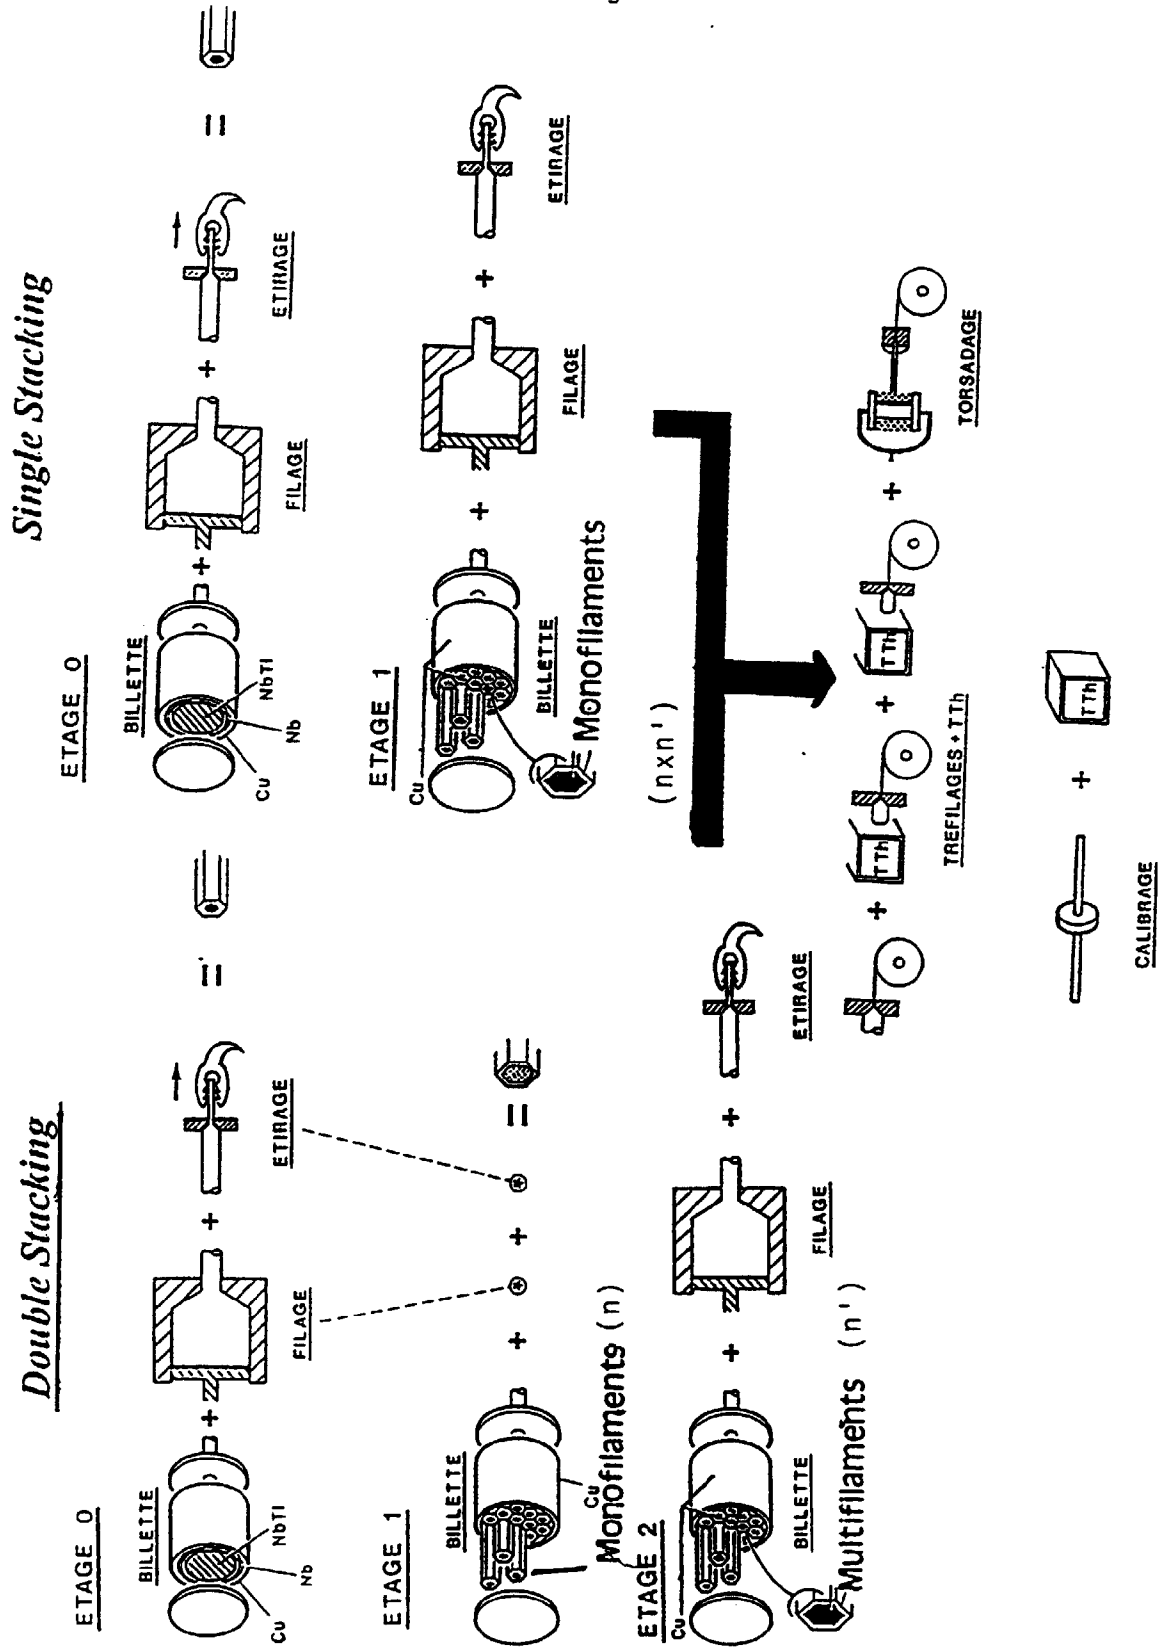 Double Stacking
ETAGE 0
BILLETTE
NbTi
Nb
Cu
+
FILAGE
+
ETIRAGE
=
ETAGE 1
BILLETTE
Cu
Monofilaments (n)
+
+
=
ETAGE 2
Cu
BILLETTE
Multifilaments (n')
+
FILAGE
+
ETIRAGE
Single Stacking
ETAGE 0
BILLETTE
NbTi
Nb
Cu
+
FILAGE
+
ETIRAGE
=
ETAGE 1
Cu
BILLETTE
Monofilaments
(nxn')
+
FILAGE
+
ETIRAGE
+
TTh
+
TTh
+
TREFILAGES + TTh
TORSADAGE
CALIBRAGE
+
TTh